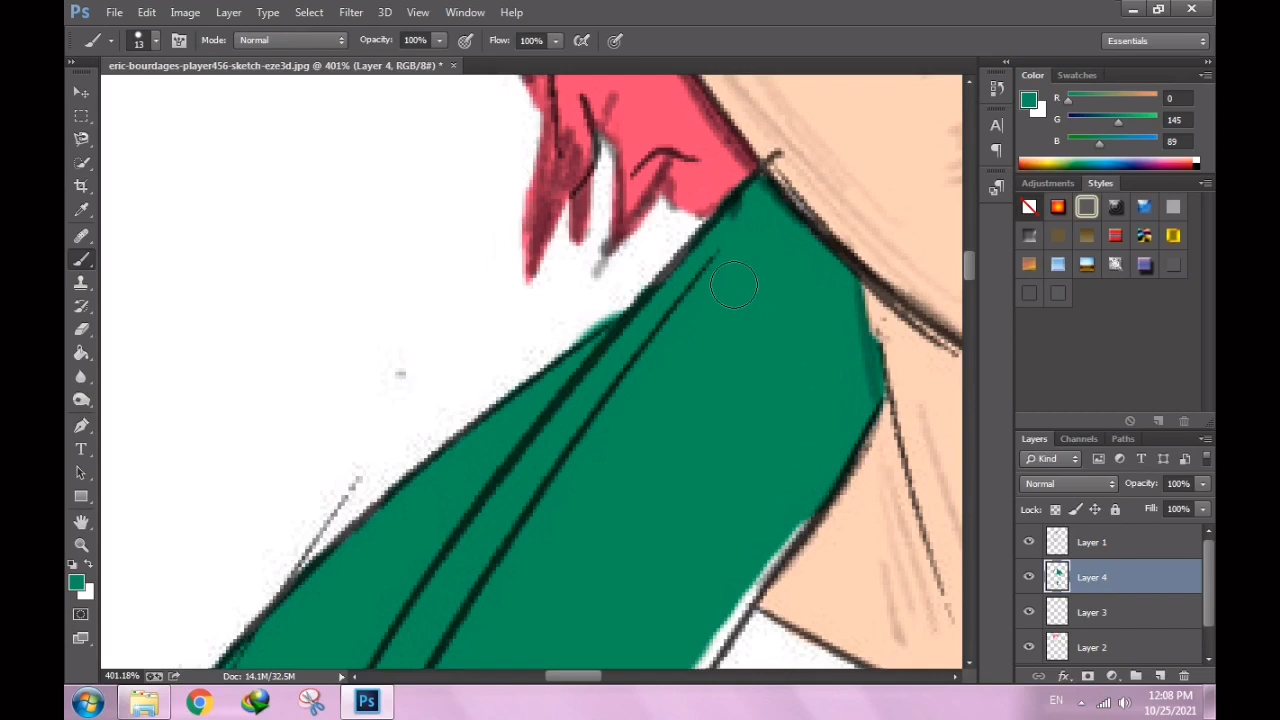 Ps File Edit Image Layer Type Select Filter 3D View Window Help
13 Mode: Normal Opacity: 100% Flow: 100% Essentials
eric-bourdages-player456-sketch-eze3d.jpg @ 401% (Layer 4, RGB/8#) * ×
Color Swatches
R 0
G 145
B 89
Adjustments Styles
Layers Channels Paths
Kind
Normal Opacity: 100%
Lock: Fill: 100%
Layer 1
Layer 4
Layer 3
Layer 2
401.18% Doc: 14.1M/32.5M
Ps EN 12:08 PM
10/25/2021